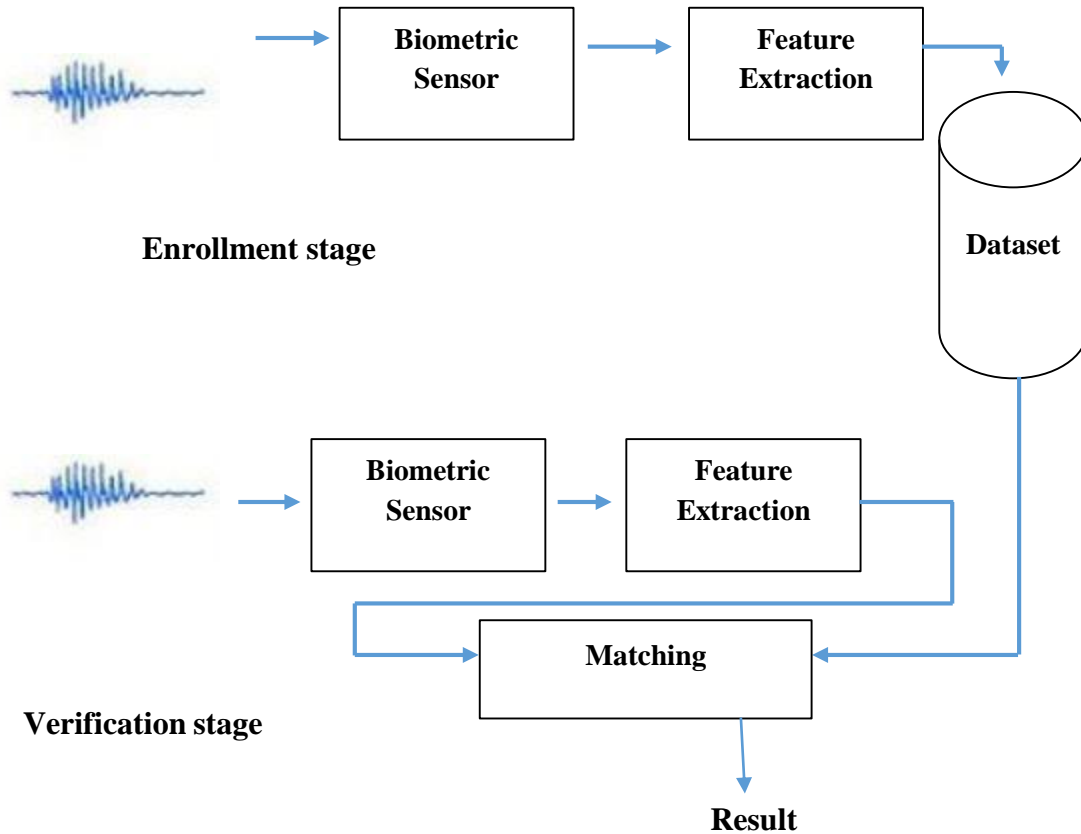 Biometric
Sensor
Feature
Extraction
Enrollment stage
Dataset
Biometric
Sensor
Feature
Extraction
Matching
Verification stage
Result